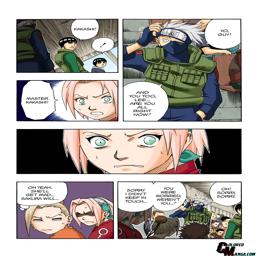 KAKASHI!
YO,
GUY!
MASTER
KAKASHI!
AND
YOU TOO,
LEE...
ARE YOU
ALL
RIGHT
NOW?
OH YEAH,
SHE'LL
GET
MAD...
SAKURA WILL...
SORRY
I DIDN'T
KEEP IN
TOUCH...
YOU
WERE
WORRIED,
WEREN'T
YOU...?
OH!
SORRY,
SORRY.
COLORED
MANGA.COM